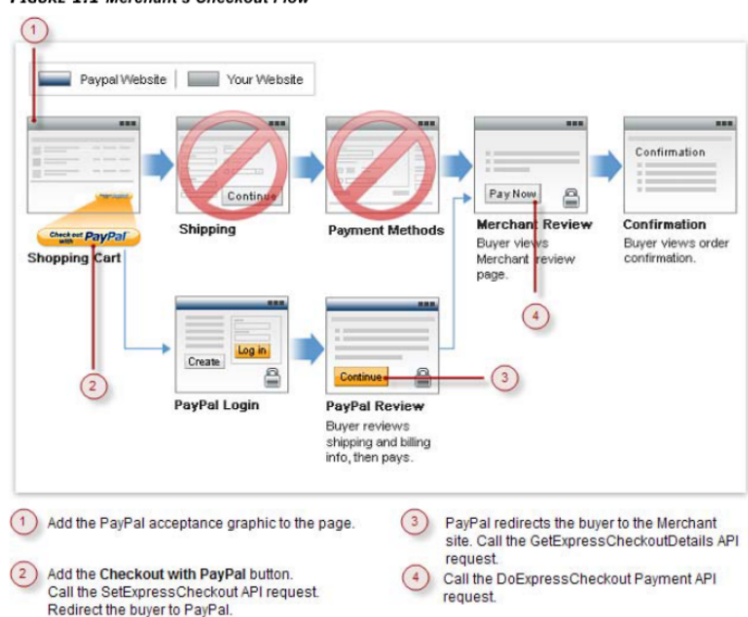 FIGURE 1.1 Merchant's Checkout Flow
1
Paypal Website
Your Website
Continue
Pay Now
Confirmation
Check out with PayPal
Shopping Cart
Shipping
Payment Methods
Merchant Review
Buyer views
Merchant review
page.
Confirmation
Buyer views order
confirmation.
4
Create
Log in
Continue
3
2
PayPal Login
PayPal Review
Buyer reviews
shipping and billing
info, then pays.
1 Add the PayPal acceptance graphic to the page.
2 Add the Checkout with PayPal button.
Call the SetExpressCheckout API request.
Redirect the buyer to PayPal.
3 PayPal redirects the buyer to the Merchant
site. Call the GetExpressCheckoutDetails API
request.
4 Call the DoExpressCheckout Payment API
request.